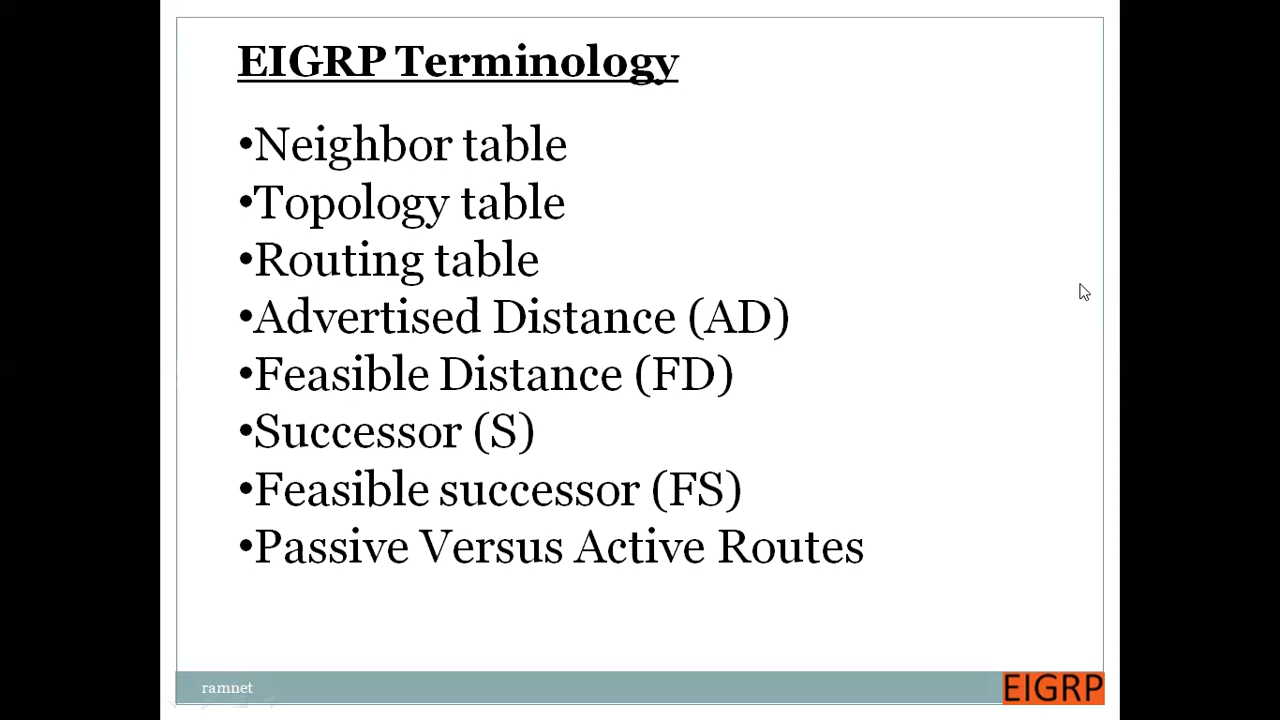 EIGRP Terminology
•Neighbor table
•Topology table
•Routing table
•Advertised Distance (AD)
•Feasible Distance (FD)
•Successor (S)
•Feasible successor (FS)
•Passive Versus Active Routes
ramnet
EIGRP